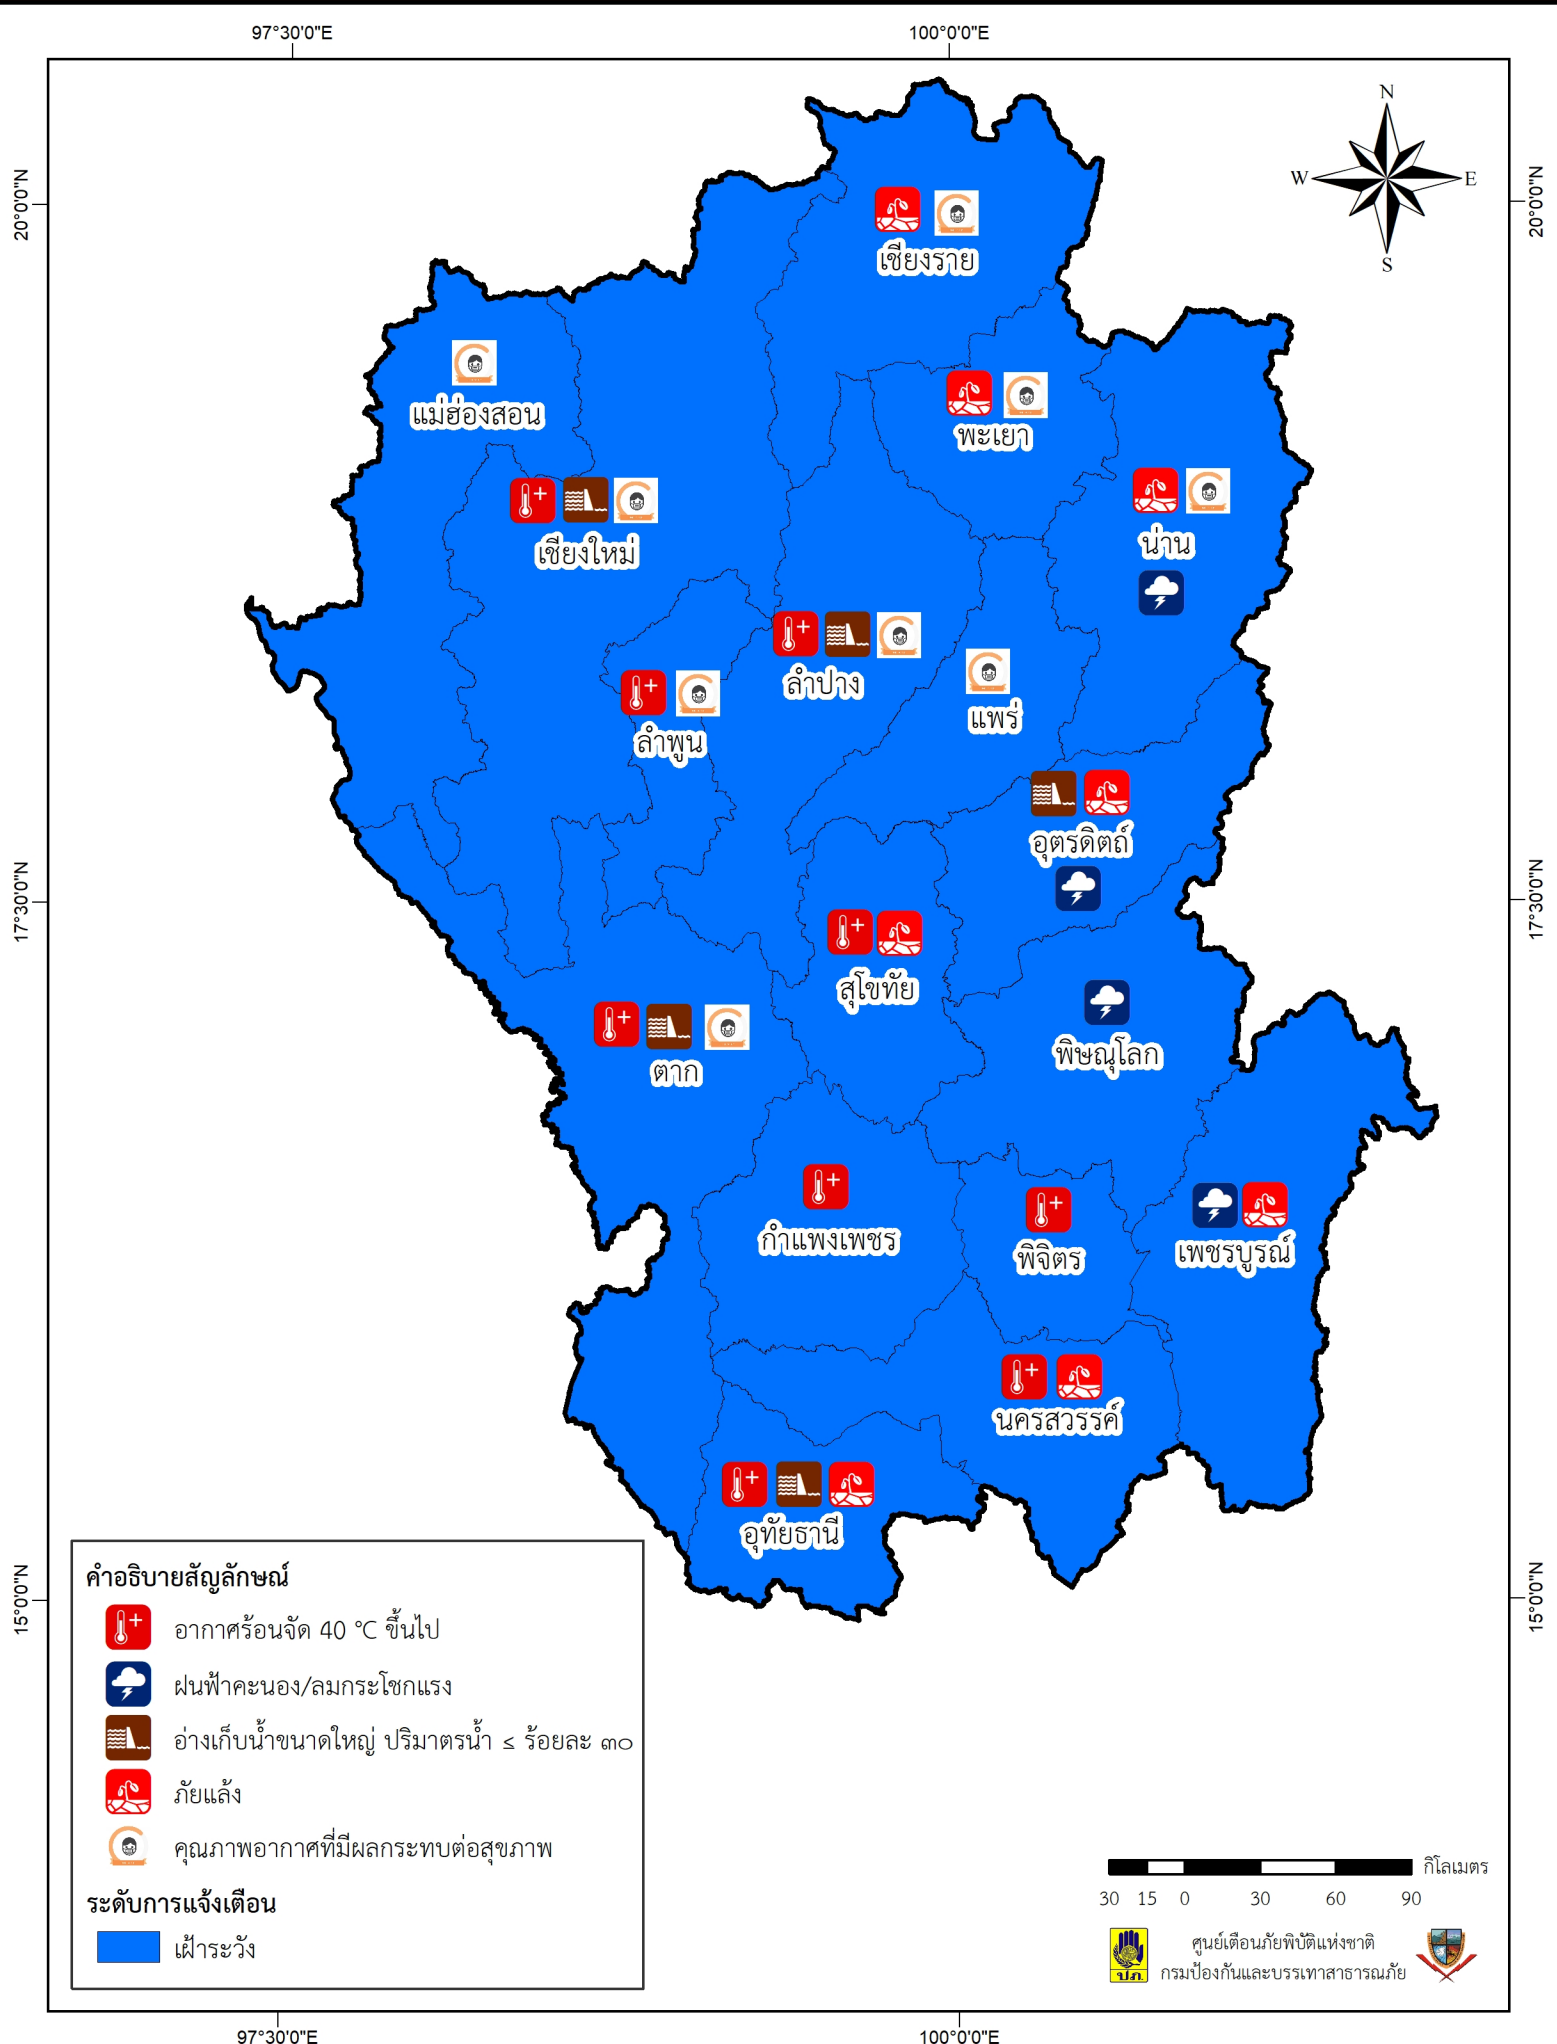 97°30'0"E
100°0'0"E
N
W
E
S
20°0'0"N
20°0'0"N
เชียงราย
แม่ฮ่องสอน
พะเยา
น่าน
เชียงใหม่
ลำปาง
แพร่
ลำพูน
อุตรดิตถ์
17°30'0"N
17°30'0"N
สุโขทัย
พิษณุโลก
ตาก
กำแพงเพชร
พิจิตร
เพชรบูรณ์
นครสวรรค์
อุทัยธานี
15°0'0"N
15°0'0"N
คำอธิบายสัญลักษณ์
อากาศร้อนจัด 40 °C ขึ้นไป
ฝนฟ้าคะนอง/ลมกระโชกแรง
อ่างเก็บน้ำขนาดใหญ่ ปริมาตรน้ำ ≤ ร้อยละ ๓๐
ภัยแล้ง
คุณภาพอากาศที่มีผลกระทบต่อสุขภาพ
ระดับการแจ้งเตือน
เฝ้าระวัง
กิโลเมตร
30 15 0 30 60 90
ปภ.
ศูนย์เตือนภัยพิบัติแห่งชาติ
กรมป้องกันและบรรเทาสาธารณภัย
97°30'0"E
100°0'0"E